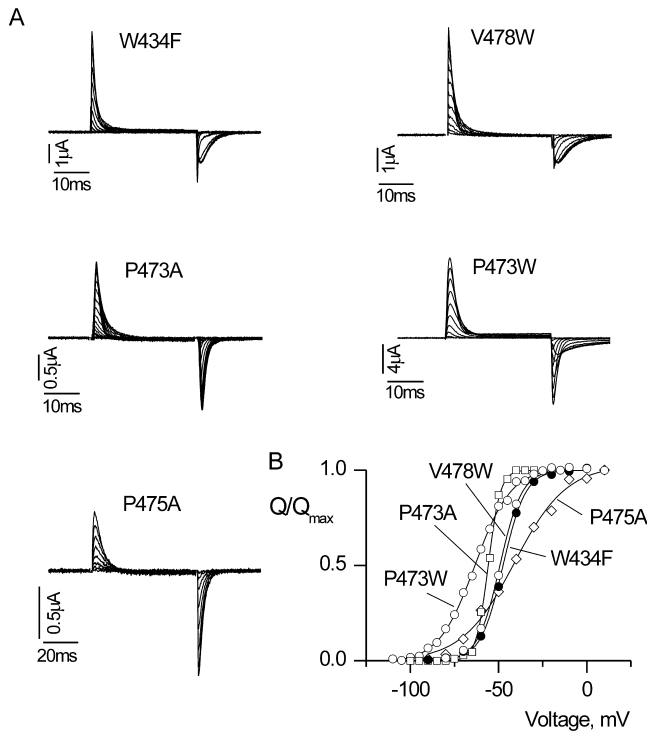 A
W434F
1µA
10ms
V478W
1µA
10ms
P473A
0.5µA
10ms
P473W
4µA
10ms
P475A
0.5µA
20ms
B
1.0
Q/Qmax
0.5
0.0
V478W
P473A
P475A
W434F
P473W
-100
-50
0
Voltage, mV